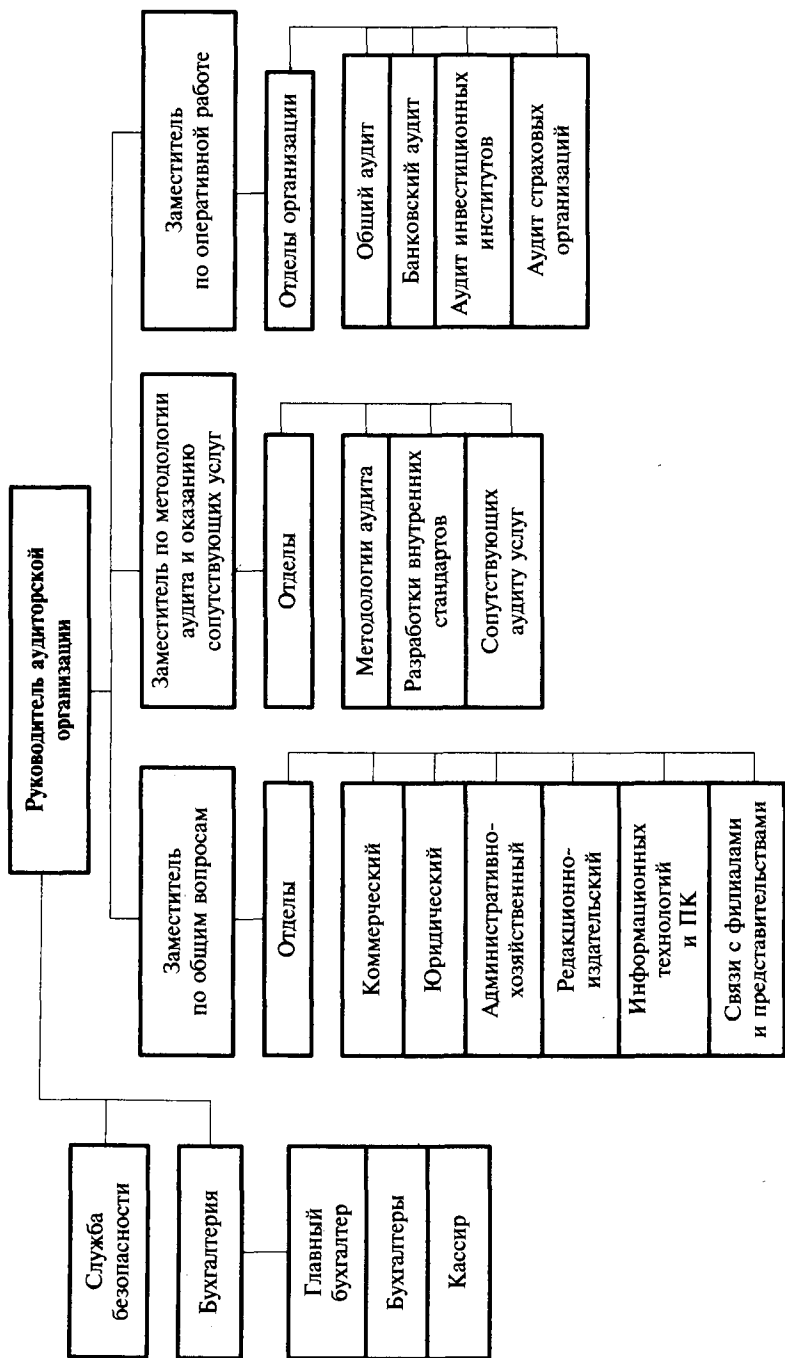 Руководитель аудиторской
организации
Служба
безопасности
Бухгалтерия
Главный
бухгалтер
Бухгалтеры
Кассир
Заместитель
по общим вопросам
Отделы
Коммерческий
Юридический
Административно-
хозяйственный
Редакционно-
издательский
Информационных
технологий
и ПК
Связи с филиалами
и представительствами
Заместитель по методологии
аудита и оказанию
сопутствующих услуг
Отделы
Методологии аудита
Разработки внутренних
стандартов
Сопутствующих
аудиту услуг
Заместитель
по оперативной работе
Отделы организации
Общий аудит
Банковский аудит
Аудит инвестиционных
институтов
Аудит страховых
организаций